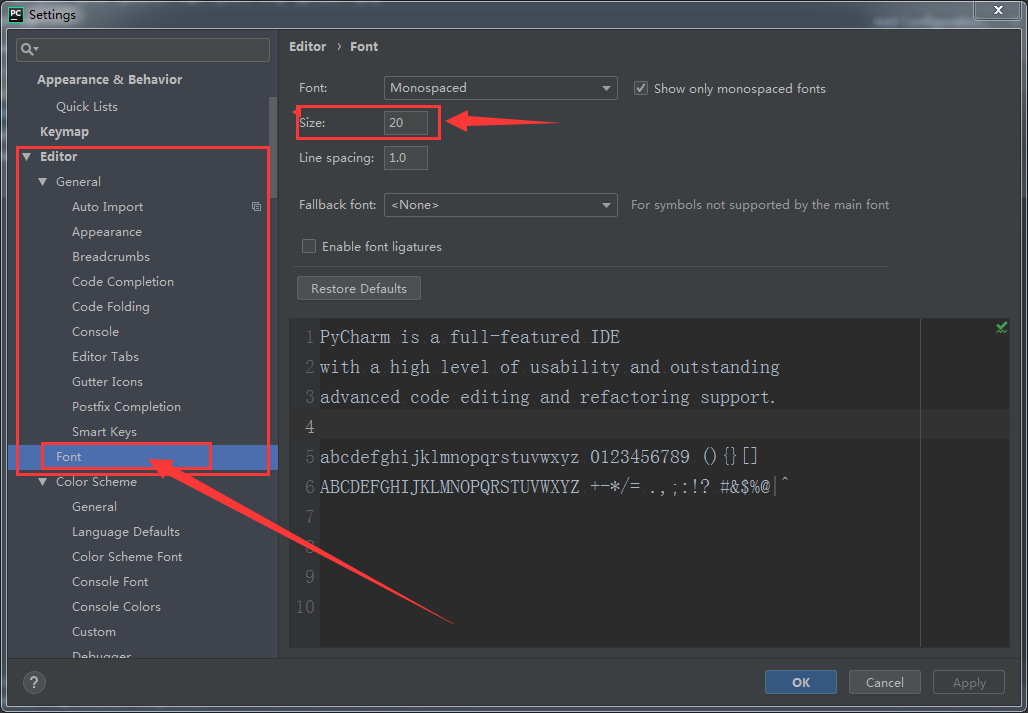 PC Settings
Appearance & Behavior
Quick Lists
Keymap
Editor
General
Auto Import
Appearance
Breadcrumbs
Code Completion
Code Folding
Console
Editor Tabs
Gutter Icons
Postfix Completion
Smart Keys
Font
Color Scheme
General
Language Defaults
Color Scheme Font
Console Font
Console Colors
Custom
Debugger
Editor › Font
Font: Monospaced Show only monospaced fonts
Size: 20
Line spacing: 1.0
Fallback font: <None> For symbols not supported by the main font
Enable font ligatures
Restore Defaults
1 PyCharm is a full-featured IDE
2 with a high level of usability and outstanding
3 advanced code editing and refactoring support.
4
5 abcdefghijklmnopqrstuvwxyz 0123456789 (){}[]
6 ABCDEFGHIJKLMNOPQRSTUVWXYZ +-*/= .,;:!? #&$%@|^
7
8
9
10
? OK Cancel Apply